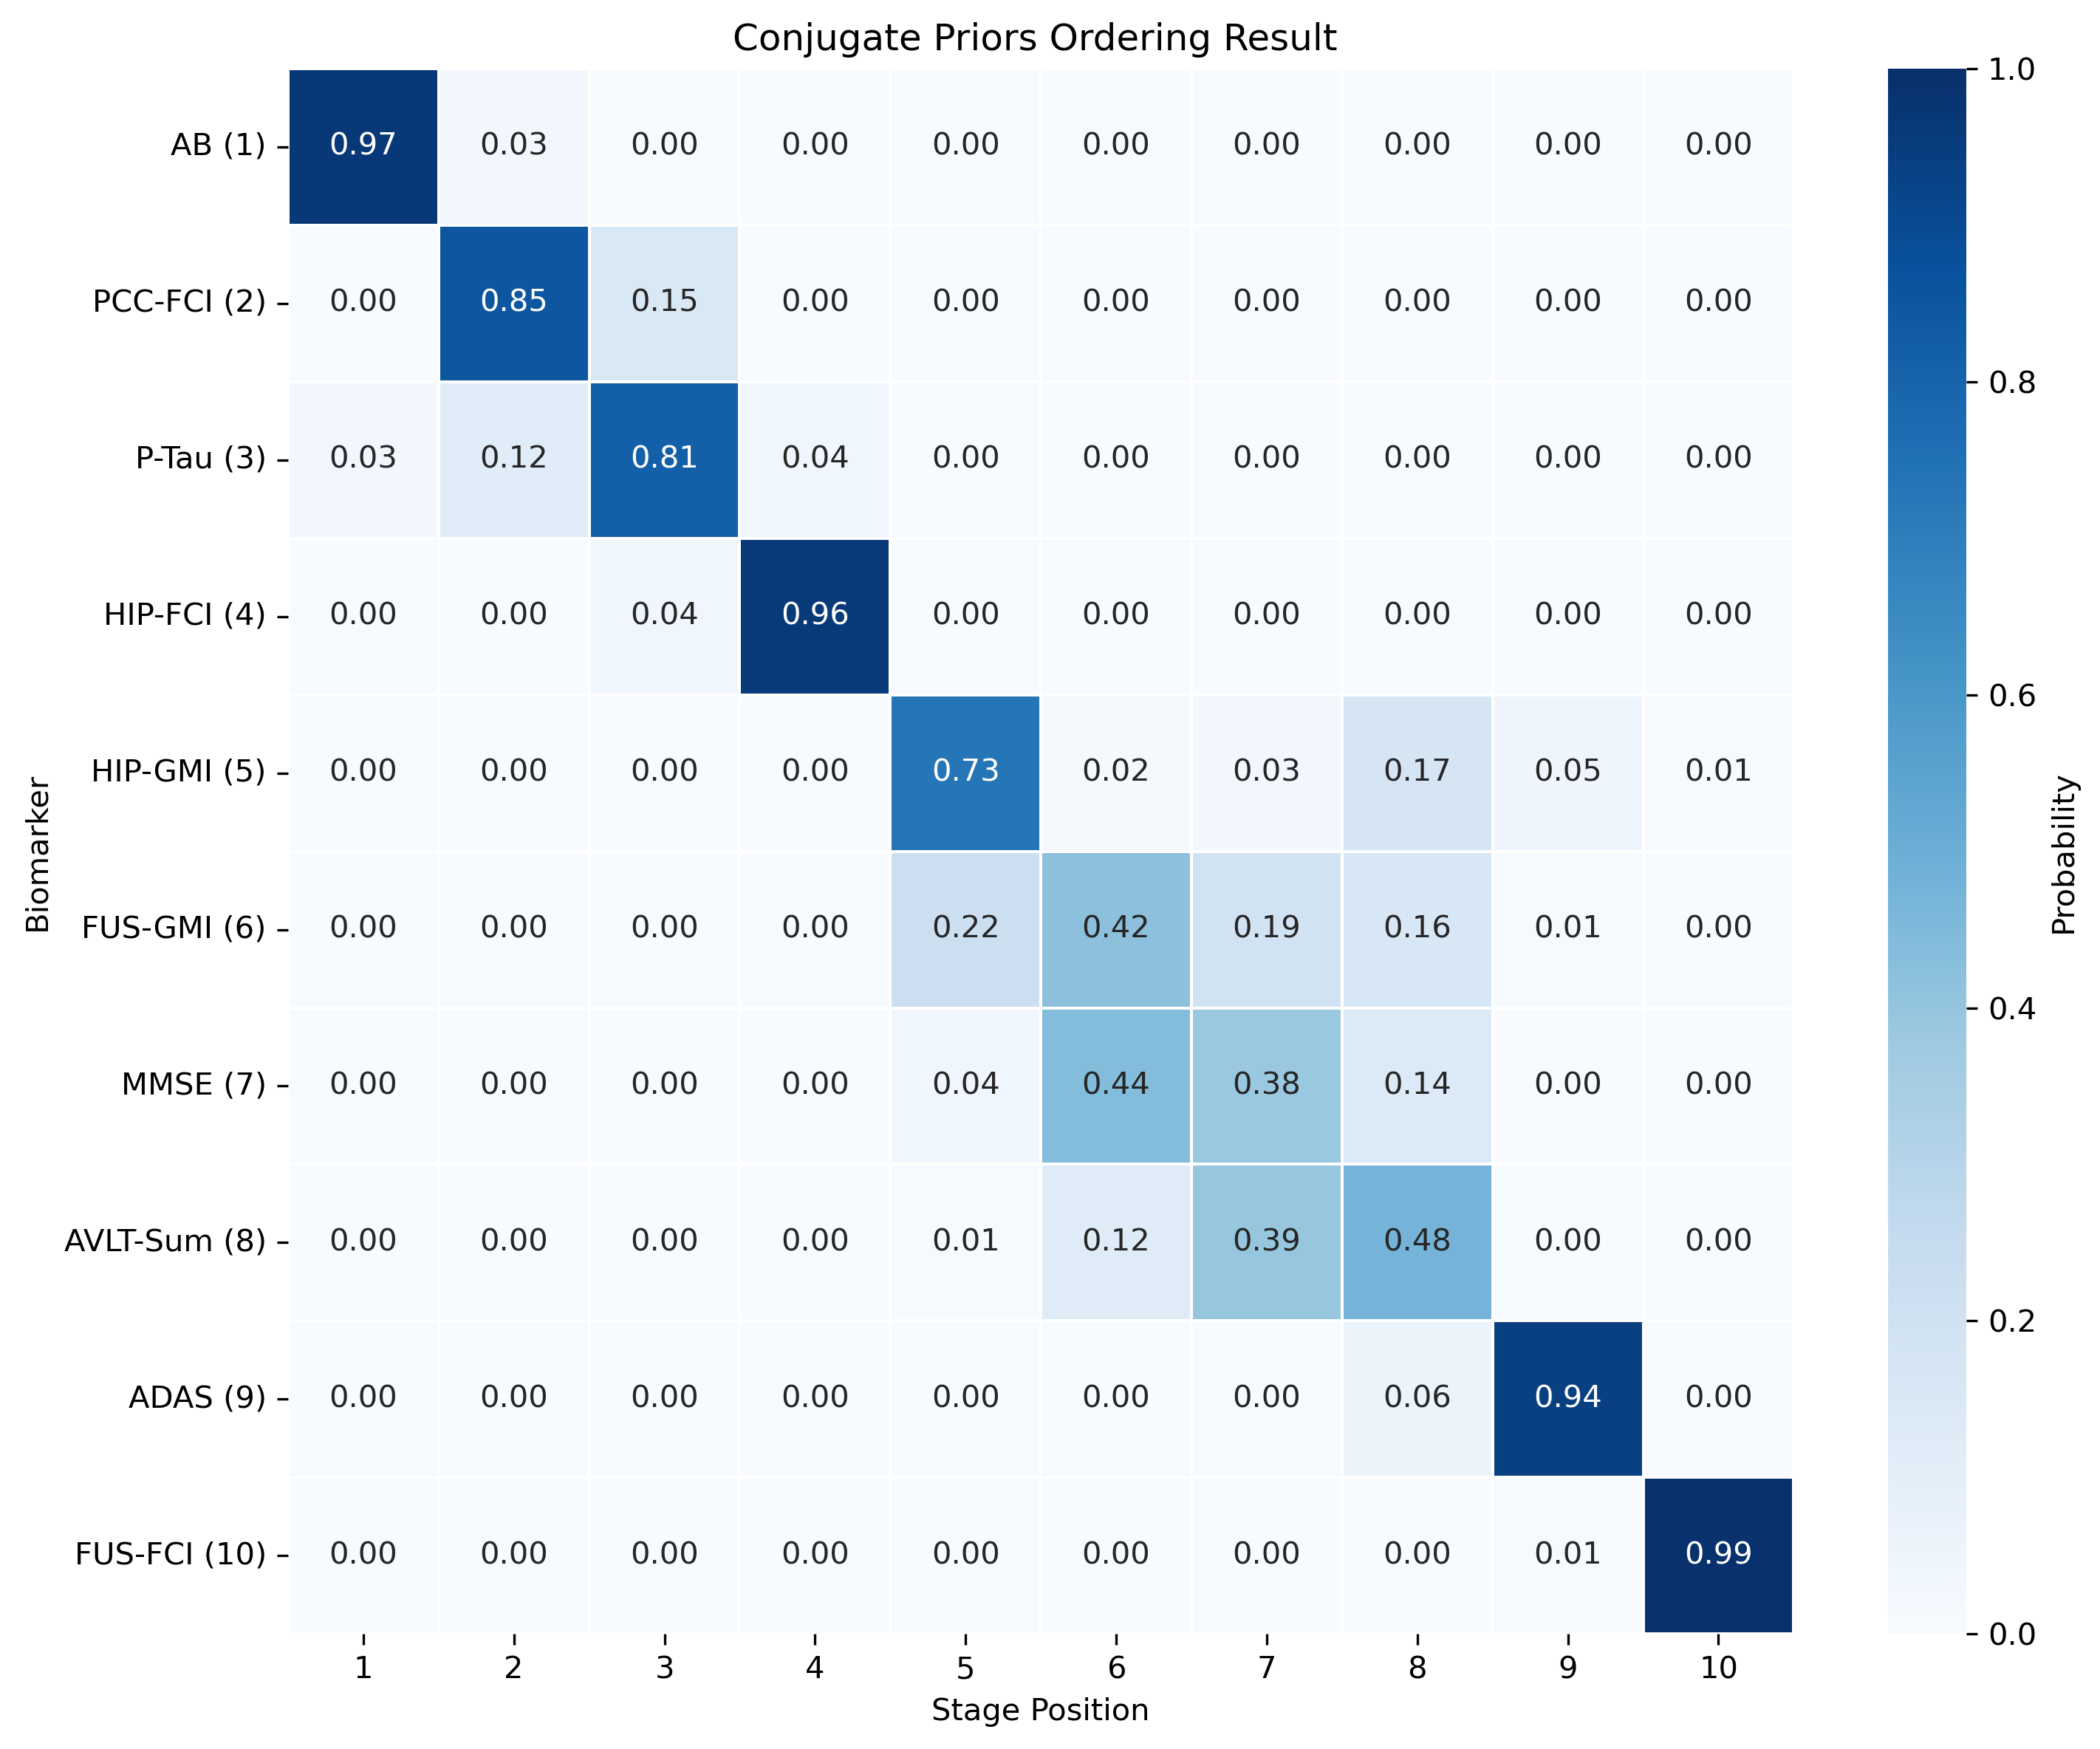 Conjugate Priors Ordering Result
AB (1) 0.97 0.03 0.00 0.00 0.00 0.00 0.00 0.00 0.00 0.00
PCC-FCI (2) 0.00 0.85 0.15 0.00 0.00 0.00 0.00 0.00 0.00 0.00
P-Tau (3) 0.03 0.12 0.81 0.04 0.00 0.00 0.00 0.00 0.00 0.00
HIP-FCI (4) 0.00 0.00 0.04 0.96 0.00 0.00 0.00 0.00 0.00 0.00
HIP-GMI (5) 0.00 0.00 0.00 0.00 0.73 0.02 0.03 0.17 0.05 0.01
FUS-GMI (6) 0.00 0.00 0.00 0.00 0.22 0.42 0.19 0.16 0.01 0.00
MMSE (7) 0.00 0.00 0.00 0.00 0.04 0.44 0.38 0.14 0.00 0.00
AVLT-Sum (8) 0.00 0.00 0.00 0.00 0.01 0.12 0.39 0.48 0.00 0.00
ADAS (9) 0.00 0.00 0.00 0.00 0.00 0.00 0.00 0.06 0.94 0.00
FUS-FCI (10) 0.00 0.00 0.00 0.00 0.00 0.00 0.00 0.00 0.01 0.99
1 2 3 4 5 6 7 8 9 10
Stage Position
Biomarker
1.0
0.8
0.6
0.4
0.2
0.0
Probability